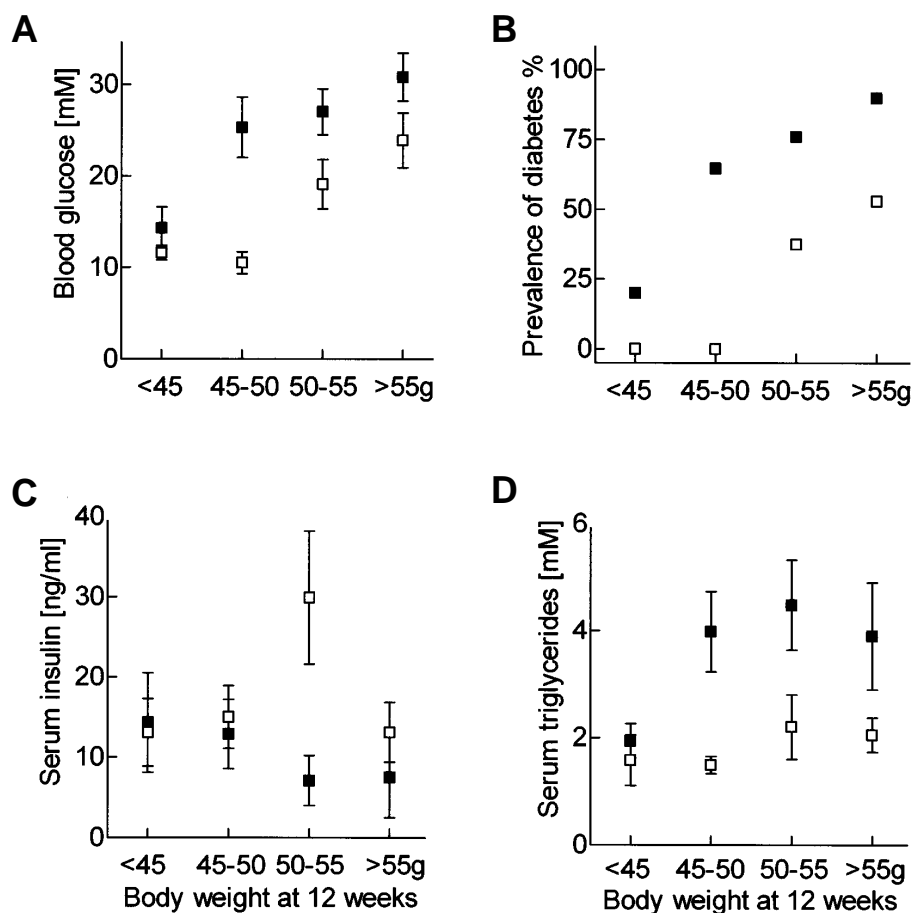 A
Blood glucose [mM]
30
20
10
0
<45 45-50 50-55 >55g
B
Prevalence of diabetes %
100
75
50
25
0
<45 45-50 50-55 >55g
C
Serum insulin [ng/ml]
40
30
20
10
0
<45 45-50 50-55 >55g
Body weight at 12 weeks
D
Serum triglycerides [mM]
6
4
2
0
<45 45-50 50-55 >55g
Body weight at 12 weeks